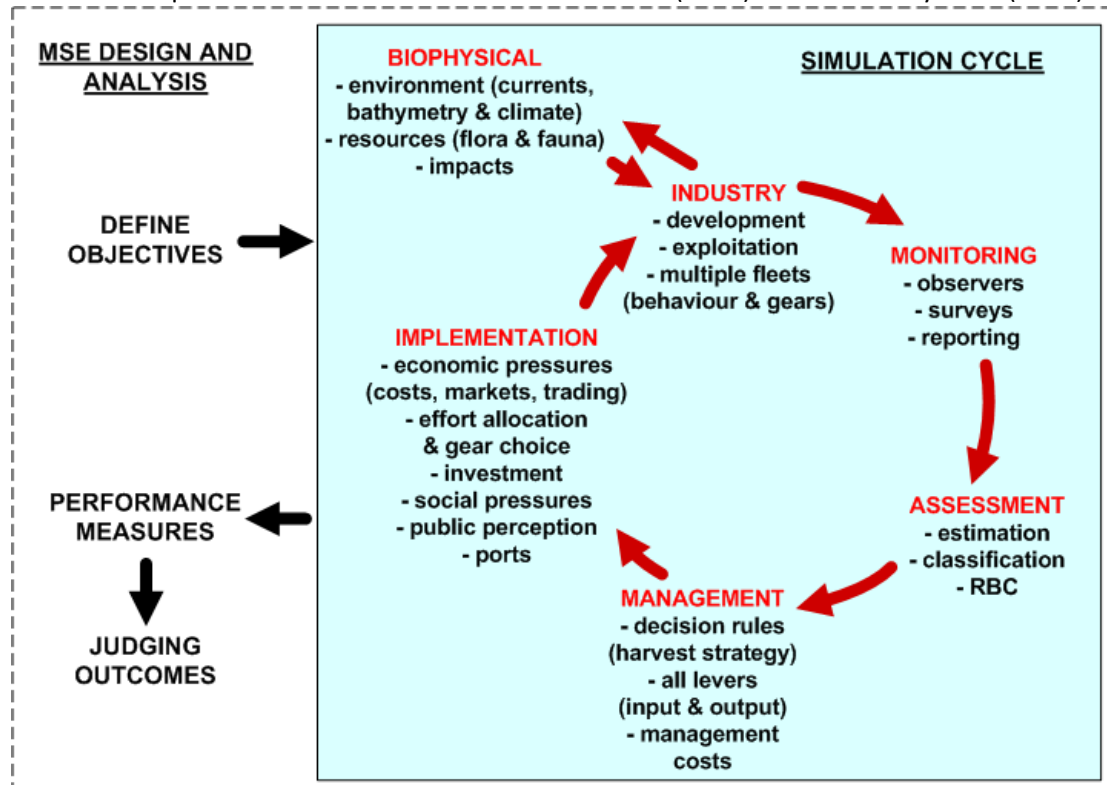 MSE DESIGN AND
ANALYSIS
DEFINE
OBJECTIVES
PERFORMANCE
MEASURES
JUDGING
OUTCOMES
SIMULATION CYCLE
BIOPHYSICAL
- environment (currents,
bathymetry & climate)
- resources (flora & fauna)
- impacts
INDUSTRY
- development
- exploitation
- multiple fleets
(behaviour & gears)
MONITORING
- observers
- surveys
- reporting
ASSESSMENT
- estimation
- classification
- RBC
MANAGEMENT
- decision rules
(harvest strategy)
- all levers
(input & output)
- management
costs
IMPLEMENTATION
- economic pressures
(costs, markets, trading)
- effort allocation
& gear choice
- investment
- social pressures
- public perception
- ports